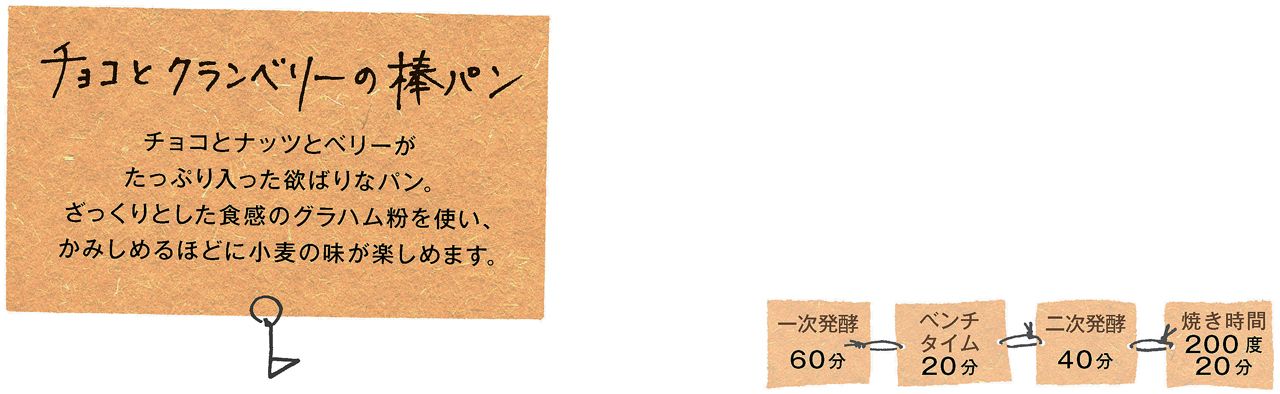 チョコとクランベリーの棒パン
チョコとナッツとベリーが
たっぷり入った欲ばりなパン。
ざっくりとした食感のグラハム粉を使い、
かみしめるほどに小麦の味が楽しめます。
一次発酵
60分
ベンチ
タイム
20分
二次発酵
40分
焼き時間
200度
20分